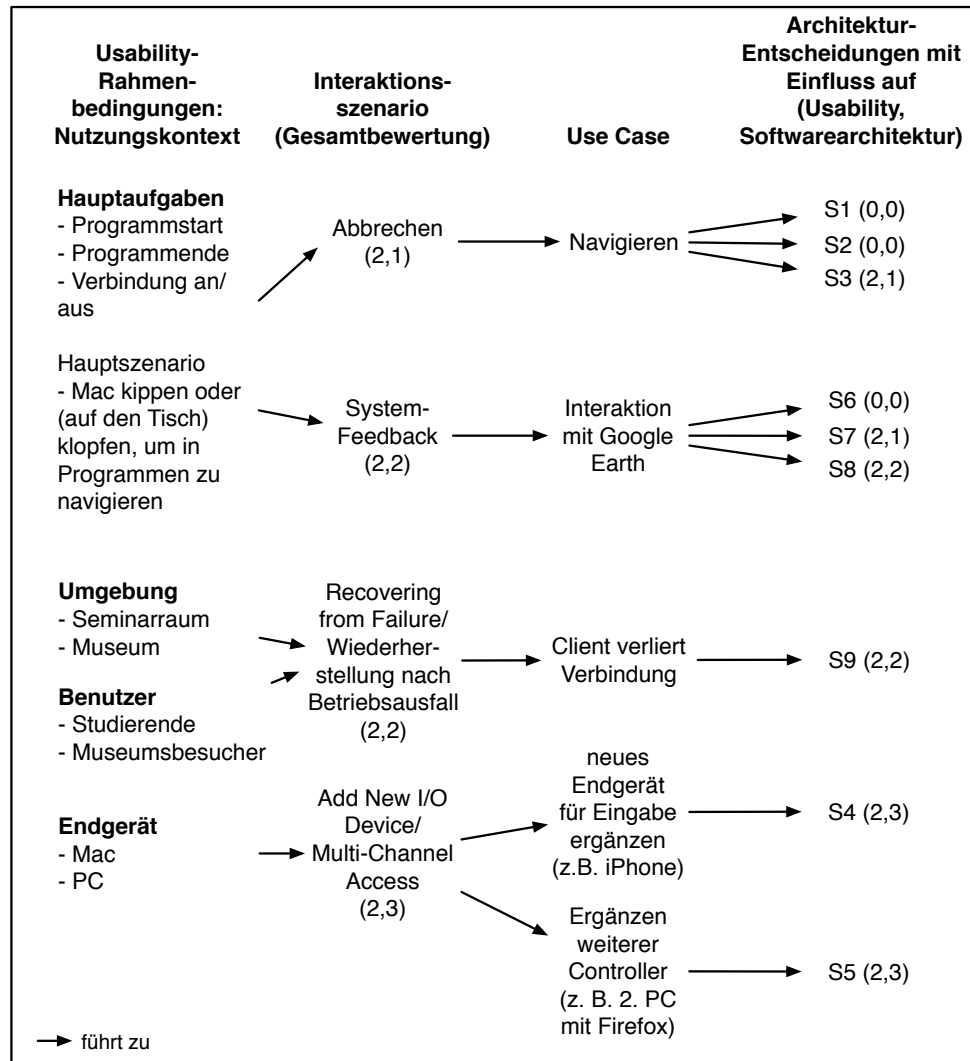 Usability-
Rahmen-
bedingungen:
Nutzungskontext
Interaktions-
szenario
(Gesamtbewertung)
Use Case
Architektur-
Entscheidungen mit
Einfluss auf
(Usability,
Softwarearchitektur)
Hauptaufgaben
- Programmstart
- Programmende
- Verbindung an/
aus
Abbrechen
(2,1)
Navigieren
S1 (0,0)
S2 (0,0)
S3 (2,1)
Hauptszenario
- Mac kippen oder
(auf den Tisch)
klopfen, um in
Programmen zu
navigieren
System-
Feedback
(2,2)
Interaktion
mit Google
Earth
S6 (0,0)
S7 (2,1)
S8 (2,2)
Umgebung
- Seminarraum
- Museum
Benutzer
- Studierende
- Museumsbesucher
Recovering
from Failure/
Wiederher-
stellung nach
Betriebsausfall
(2,2)
Client verliert
Verbindung
S9 (2,2)
Endgerät
- Mac
- PC
Add New I/O
Device/
Multi-Channel
Access
(2,3)
neues
Endgerät
für Eingabe
ergänzen
(z.B. iPhone)
S4 (2,3)
Ergänzen
weiterer
Controller
(z. B. 2. PC
mit Firefox)
S5 (2,3)
führt zu